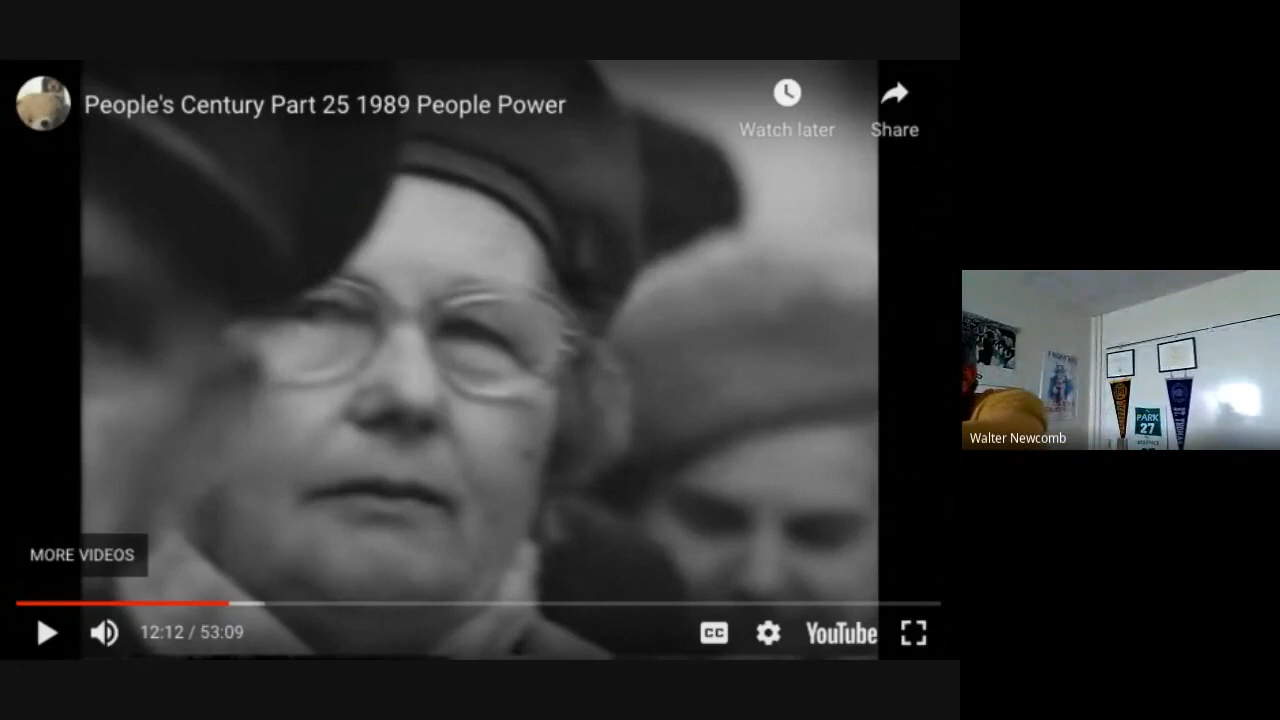 People's Century Part 25 1989 People Power
Watch later
Share
MORE VIDEOS
12:12 / 53:09
CC
YouTube
Walter Newcomb
PARK
27